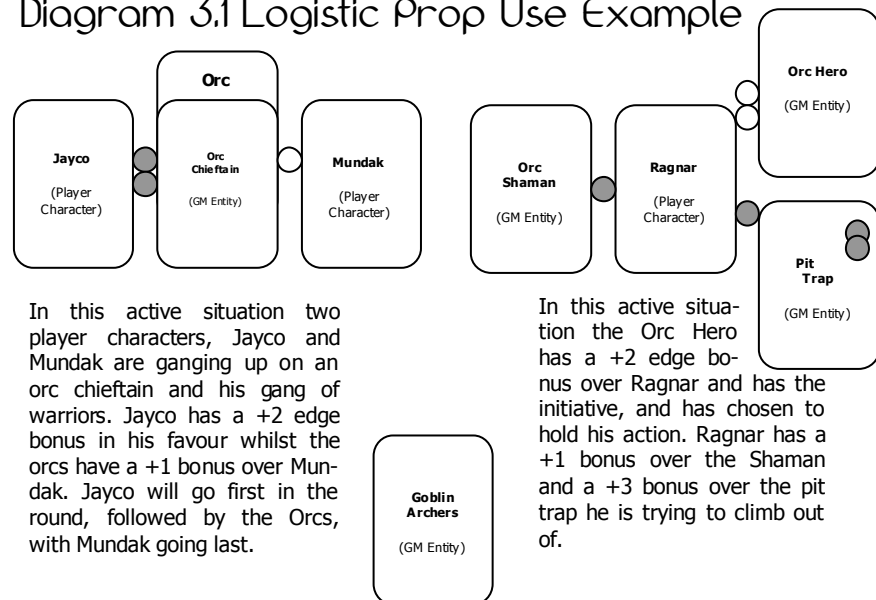 Diagram 3.1 Logistic Prop Use Example
Orc
Jayco
(Player
Character)
Orc
Chieftain
(GM Entity)
Mundak
(Player
Character)
Orc
Shaman
(GM Entity)
Ragnar
(Player
Character)
Orc Hero
(GM Entity)
Pit
Trap
(GM Entity)
In this active situation two
player characters, Jayco and
Mundak are ganging up on an
orc chieftain and his gang of
warriors. Jayco has a +2 edge
bonus in his favour whilst the
orcs have a +1 bonus over Mun-
dak. Jayco will go first in the
round, followed by the Orcs,
with Mundak going last.
Goblin
Archers
(GM Entity)
In this active situa-
tion the Orc Hero
has a +2 edge bo-
nus over Ragnar and has the
initiative, and has chosen to
hold his action. Ragnar has a
+1 bonus over the Shaman
and a +3 bonus over the pit
trap he is trying to climb out
of.